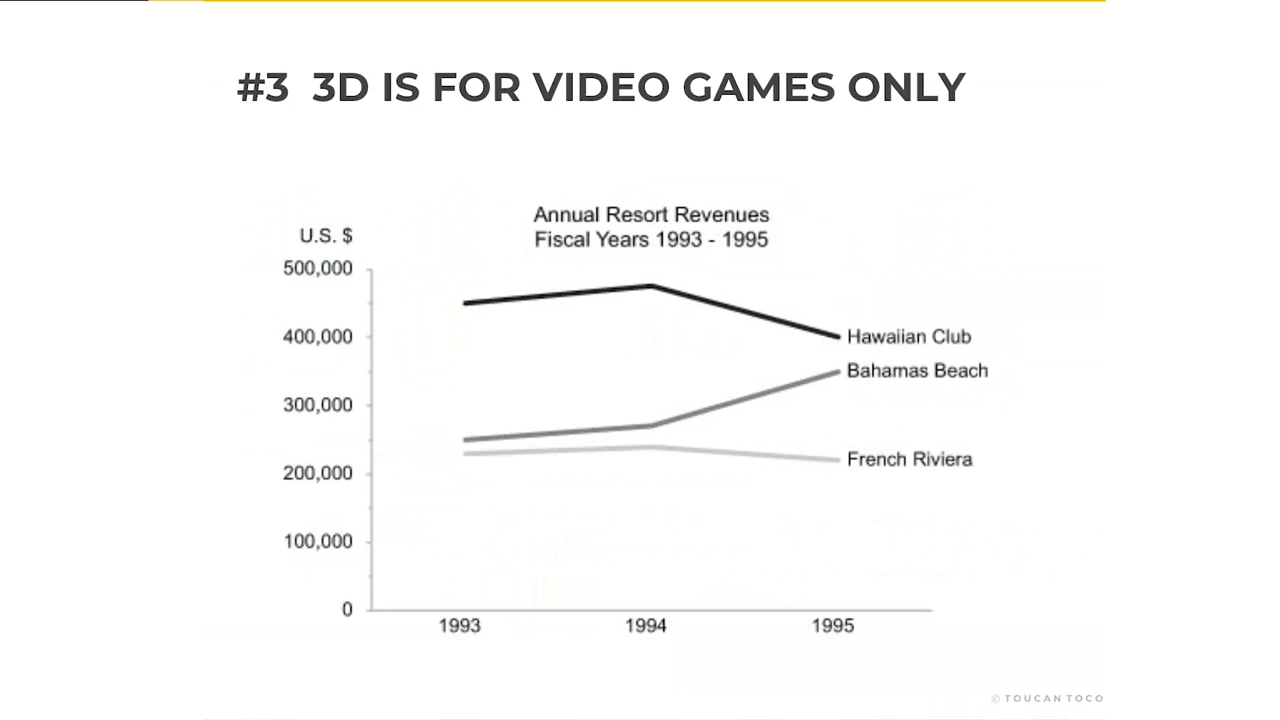 #3 3D IS FOR VIDEO GAMES ONLY
Annual Resort Revenues
Fiscal Years 1993 - 1995
U.S. $
500,000
400,000
300,000
200,000
100,000
0
Hawaiian Club
Bahamas Beach
French Riviera
1993
1994
1995
© TOUCAN TOCO